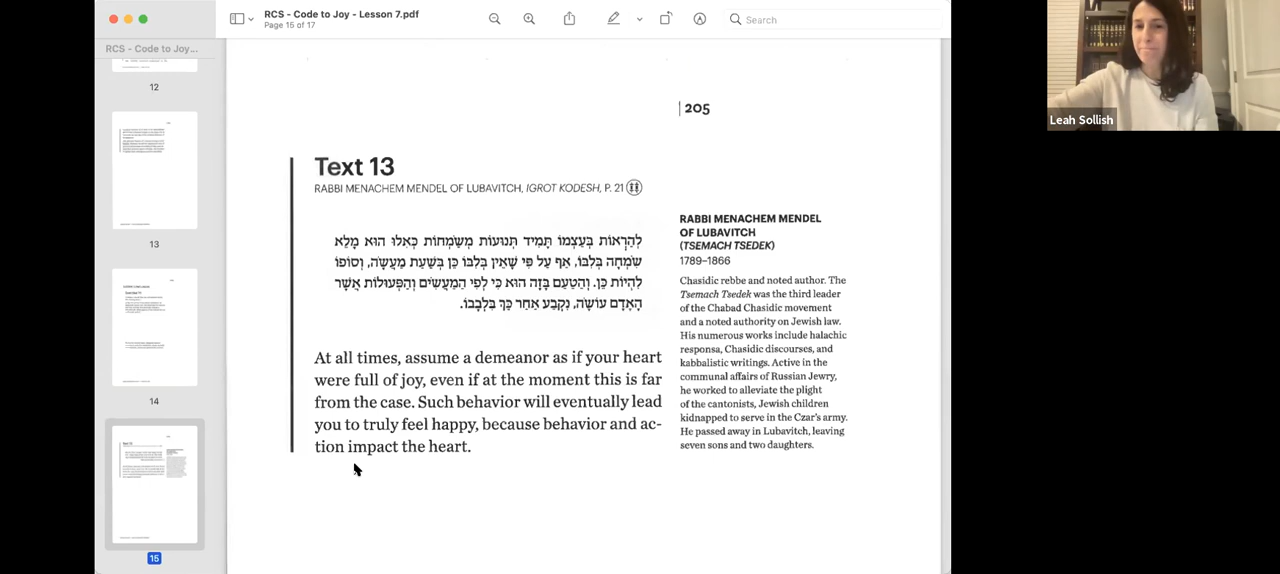 RCS - Code to Joy - Lesson 7.pdf
Page 15 of 17
Search
RCS - Code to Joy...
12
13
14
15
205
Text 13
RABBI MENACHEM MENDEL OF LUBAVITCH, IGROT KODESH, P. 21
לְהַרְאוֹת בְּעַצְמוֹ תָּמִיד תְּנוּעוֹת מְשַׂמְּחוֹת כְּאִלּוּ הוּא מָלֵא
שִׂמְחָה בְּלִבּוֹ, אַף עַל פִּי שֶׁאֵין בְּלִבּוֹ כֵּן בִּשְׁעַת מַעֲשֶׂה, וְסוֹפוֹ
לִהְיוֹת כֵּן. וְהַטַּעַם בָּזֶה הוּא כִּי לְפִי הַמַּעֲשִׂים וְהַפְּעוּלוֹת אֲשֶׁר
הָאָדָם עוֹשֶׂה, נִקְבַּע אַחַר כָּךְ בִּלְבָבוֹ.
At all times, assume a demeanor as if your heart
were full of joy, even if at the moment this is far
from the case. Such behavior will eventually lead
you to truly feel happy, because behavior and ac-
tion impact the heart.
RABBI MENACHEM MENDEL
OF LUBAVITCH
(TSEMACH TSEDEK)
1789–1866
Chasidic rebbe and noted author. The
Tsemach Tsedek was the third leader
of the Chabad Chasidic movement
and a noted authority on Jewish law.
His numerous works include halachic
responsa, Chasidic discourses, and
kabbalistic writings. Active in the
communal affairs of Russian Jewry,
he worked to alleviate the plight
of the cantonists, Jewish children
kidnapped to serve in the Czar's army.
He passed away in Lubavitch, leaving
seven sons and two daughters.
Leah Sollish